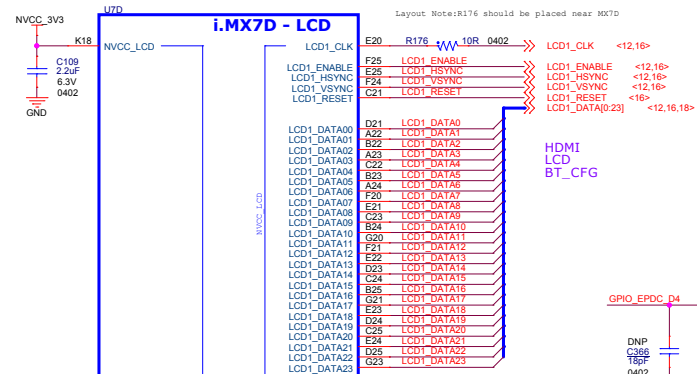 U7D
i.MX7D - LCD
Layout Note:R176 should be placed near MX7D
NVCC_3V3
K18
NVCC_LCD
C109
2.2uF
6.3V
0402
GND
NVCC_LCD
LCD1_CLK E20 R176 10R 0402 LCD1_CLK <12,16>
LCD1_ENABLE F25 LCD1_ENABLE LCD1_ENABLE <12,16>
LCD1_HSYNC E25 LCD1_HSYNC LCD1_HSYNC <12,16>
LCD1_VSYNC F24 LCD1_VSYNC LCD1_VSYNC <12,16>
LCD1_RESET C21 LCD1_RESET LCD1_RESET <16>
LCD1_DATA[0:23] <12,16,18>
LCD1_DATA00 D21 LCD1_DATA0
LCD1_DATA01 A22 LCD1_DATA1
LCD1_DATA02 B22 LCD1_DATA2
LCD1_DATA03 A23 LCD1_DATA3
LCD1_DATA04 C22 LCD1_DATA4
LCD1_DATA05 B23 LCD1_DATA5
LCD1_DATA06 A24 LCD1_DATA6
LCD1_DATA07 F20 LCD1_DATA7
LCD1_DATA08 E21 LCD1_DATA8
LCD1_DATA09 C23 LCD1_DATA9
LCD1_DATA10 B24 LCD1_DATA10
LCD1_DATA11 G20 LCD1_DATA11
LCD1_DATA12 F21 LCD1_DATA12
LCD1_DATA13 E22 LCD1_DATA13
LCD1_DATA14 D23 LCD1_DATA14
LCD1_DATA15 C24 LCD1_DATA15
LCD1_DATA16 B25 LCD1_DATA16
LCD1_DATA17 G21 LCD1_DATA17
LCD1_DATA18 E23 LCD1_DATA18
LCD1_DATA19 D24 LCD1_DATA19
LCD1_DATA20 C25 LCD1_DATA20
LCD1_DATA21 E24 LCD1_DATA21
LCD1_DATA22 D25 LCD1_DATA22
LCD1_DATA23 G23 LCD1_DATA23
HDMI
LCD
BT_CFG
GPIO_EPDC_D4
DNP
C366
18pF
0402